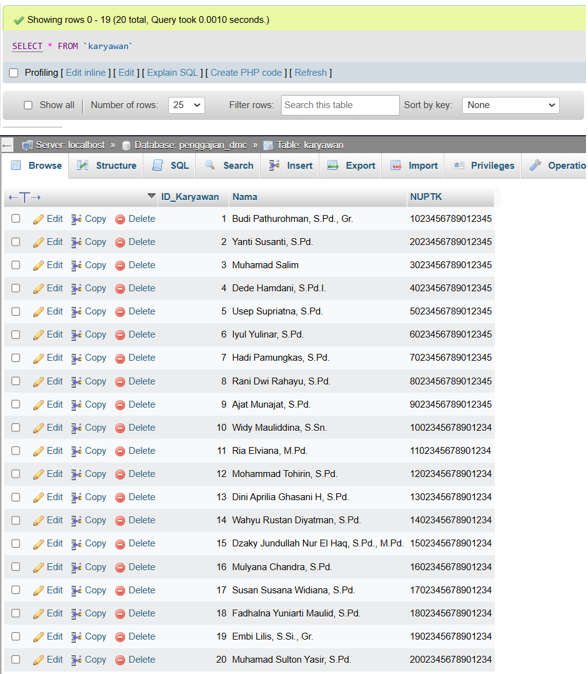 Showing rows 0 - 19 (20 total, Query took 0.0010 seconds.)
SELECT * FROM `karyawan`
Profiling [ Edit inline ] [ Edit ] [ Explain SQL ] [ Create PHP code ] [ Refresh ]
Show all | Number of rows: 25 Filter rows: Search this table Sort by key: None
Server: localhost » Database: penggajian_dmc » Table: karyawan
Browse Structure SQL Search Insert Export Import Privileges Operatio
←T→ ID_Karyawan Nama NUPTK
Edit Copy Delete 1 Budi Pathurohman, S.Pd., Gr. 1023456789012345
Edit Copy Delete 2 Yanti Susanti, S.Pd. 2023456789012345
Edit Copy Delete 3 Muhamad Salim 3023456789012345
Edit Copy Delete 4 Dede Hamdani, S.Pd.I. 4023456789012345
Edit Copy Delete 5 Usep Supriatna, S.Pd. 5023456789012345
Edit Copy Delete 6 Iyul Yulinar, S.Pd. 6023456789012345
Edit Copy Delete 7 Hadi Pamungkas, S.Pd. 7023456789012345
Edit Copy Delete 8 Rani Dwi Rahayu, S.Pd. 8023456789012345
Edit Copy Delete 9 Ajat Munajat, S.Pd. 9023456789012345
Edit Copy Delete 10 Widy Mauliddina, S.Sn. 1002345678901234
Edit Copy Delete 11 Ria Elviana, M.Pd. 1102345678901234
Edit Copy Delete 12 Mohammad Tohirin, S.Pd. 1202345678901234
Edit Copy Delete 13 Dini Aprilia Ghasani H, S.Pd. 1302345678901234
Edit Copy Delete 14 Wahyu Rustan Diyatman, S.Pd. 1402345678901234
Edit Copy Delete 15 Dzaky Jundullah Nur El Haq, S.Pd., M.Pd. 1502345678901234
Edit Copy Delete 16 Mulyana Chandra, S.Pd. 1602345678901234
Edit Copy Delete 17 Susan Susana Widiana, S.Pd. 1702345678901234
Edit Copy Delete 18 Fadhalna Yuniarti Maulid, S.Pd. 1802345678901234
Edit Copy Delete 19 Embi Lilis, S.Si., Gr. 1902345678901234
Edit Copy Delete 20 Muhamad Sulton Yasir, S.Pd. 2002345678901234